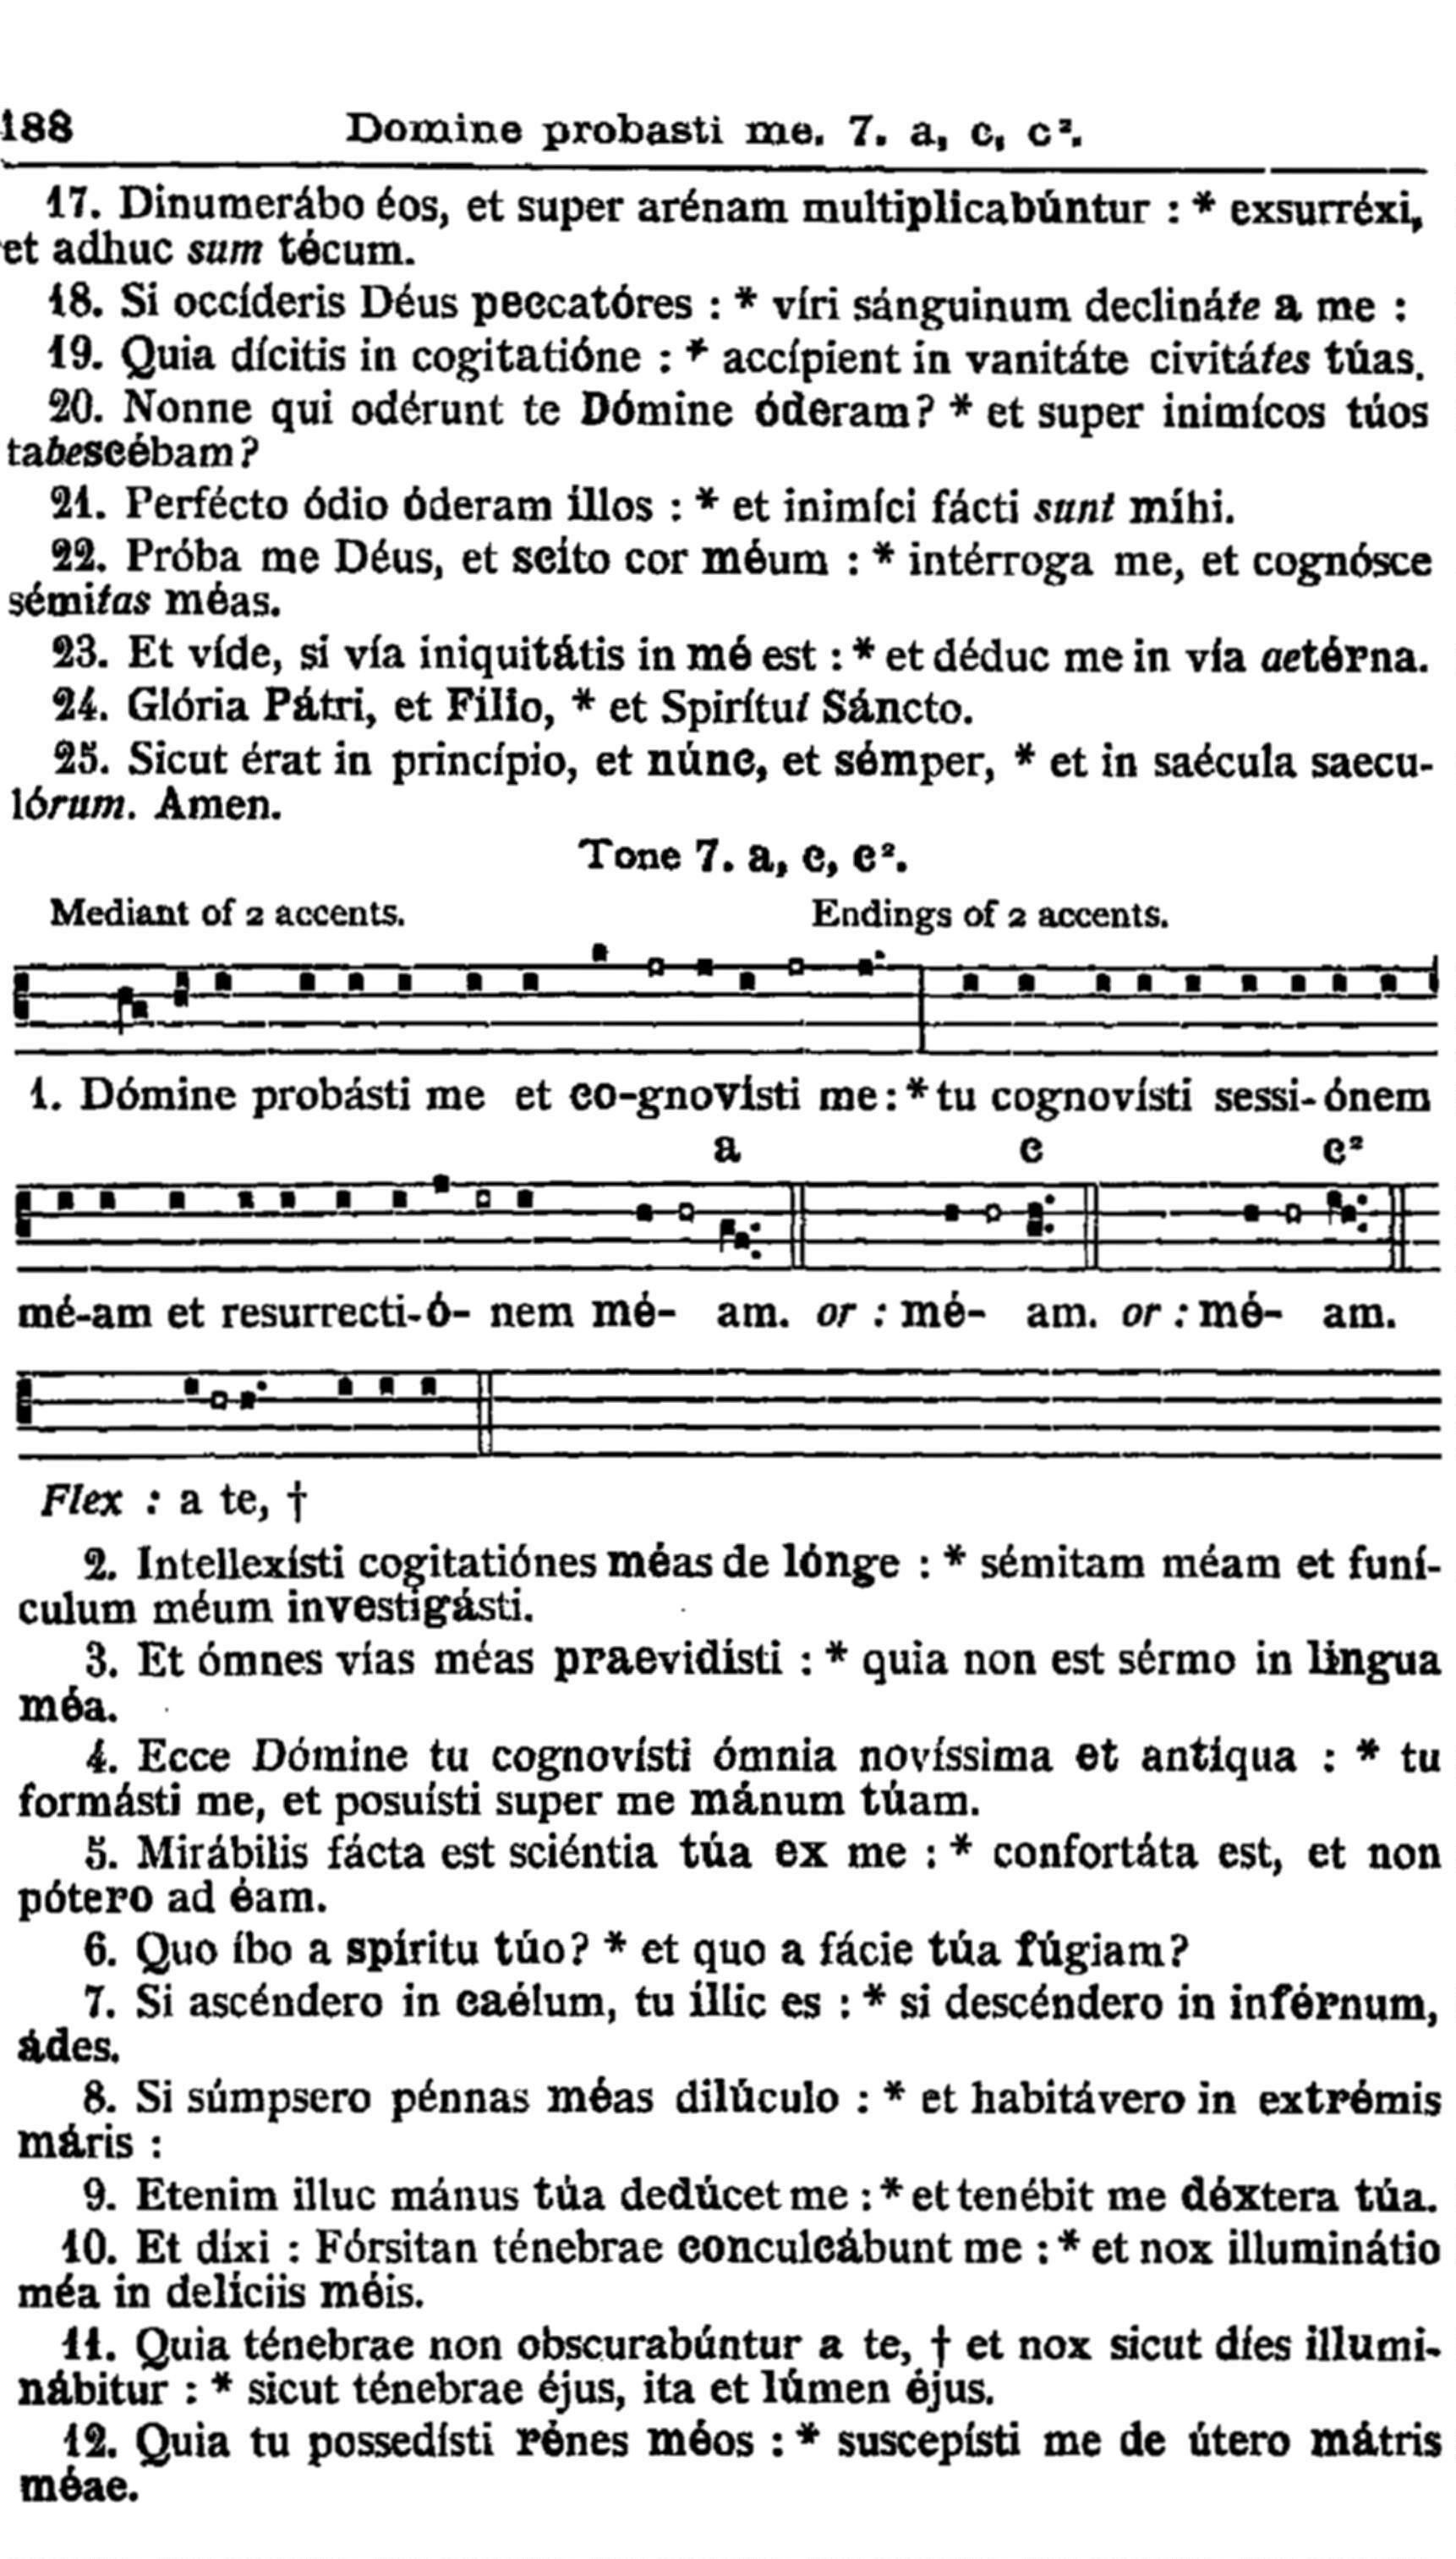 188 Domine probasti me. 7. a, c, c².
17. Dinumerábo éos, et super arénam multiplicabúntur : * exsurréxi,
et adhuc sum técum.
18. Si occíderis Déus peccatóres : * víri sánguinum declináte a me :
19. Quia dícitis in cogitatióne : * accípient in vanitáte civitátes túas.
20. Nonne qui odérunt te Dómine óderam? * et super inimícos túos
tabescébam?
21. Perfécto ódio óderam íllos : * et inimíci fácti sunt míhi.
22. Próba me Déus, et scíto cor méum : * intérroga me, et cognósce
sémitas méas.
23. Et víde, si vía iniquitátis in mé est : * et déduc me in vía aetérna.
24. Glória Pátri, et Fílio, * et Spirítui Sáncto.
25. Sicut érat in princípio, et núnc, et sémper, * et in saécula saecu-
lórum. Amen.
Tone 7. a, c, c².
Mediant of 2 accents. Endings of 2 accents.
1. Dómine probásti me et co-gnovísti me: * tu cognovísti sessi-ónem
a c c²
mé-am et resurrecti-ó- nem mé- am. or : mé- am. or : mé- am.
Flex : a te, †
2. Intellexísti cogitatiónes méas de lónge : * sémitam méam et funí-
culum méum investigásti.
3. Et ómnes vías méas praevidísti : * quia non est sérmo in língua
méa.
4. Ecce Dómine tu cognovísti ómnia novíssima et antíqua : * tu
formásti me, et posuísti super me mánum túam.
5. Mirábilis fácta est sciéntia túa ex me : * confortáta est, et non
pótero ad éam.
6. Quo íbo a spíritu túo? * et quo a fácie túa fúgiam?
7. Si ascéndero in caélum, tu íllic es : * si descéndero in inférnum,
ádes.
8. Si súmpsero pénnas méas dilúculo : * et habitávero in extrémis
máris :
9. Etenim illuc mánus túa dedúcet me : * et tenébit me déxtera túa.
10. Et díxi : Fórsitan ténebrae conculcábunt me : * et nox illuminátio
méa in delíciis méis.
11. Quia ténebrae non obscurabúntur a te, † et nox sicut díes illumi-
nábitur : * sicut ténebrae éjus, ita et lúmen éjus.
12. Quia tu possedísti rénes méos : * suscepísti me de útero mátris
méae.